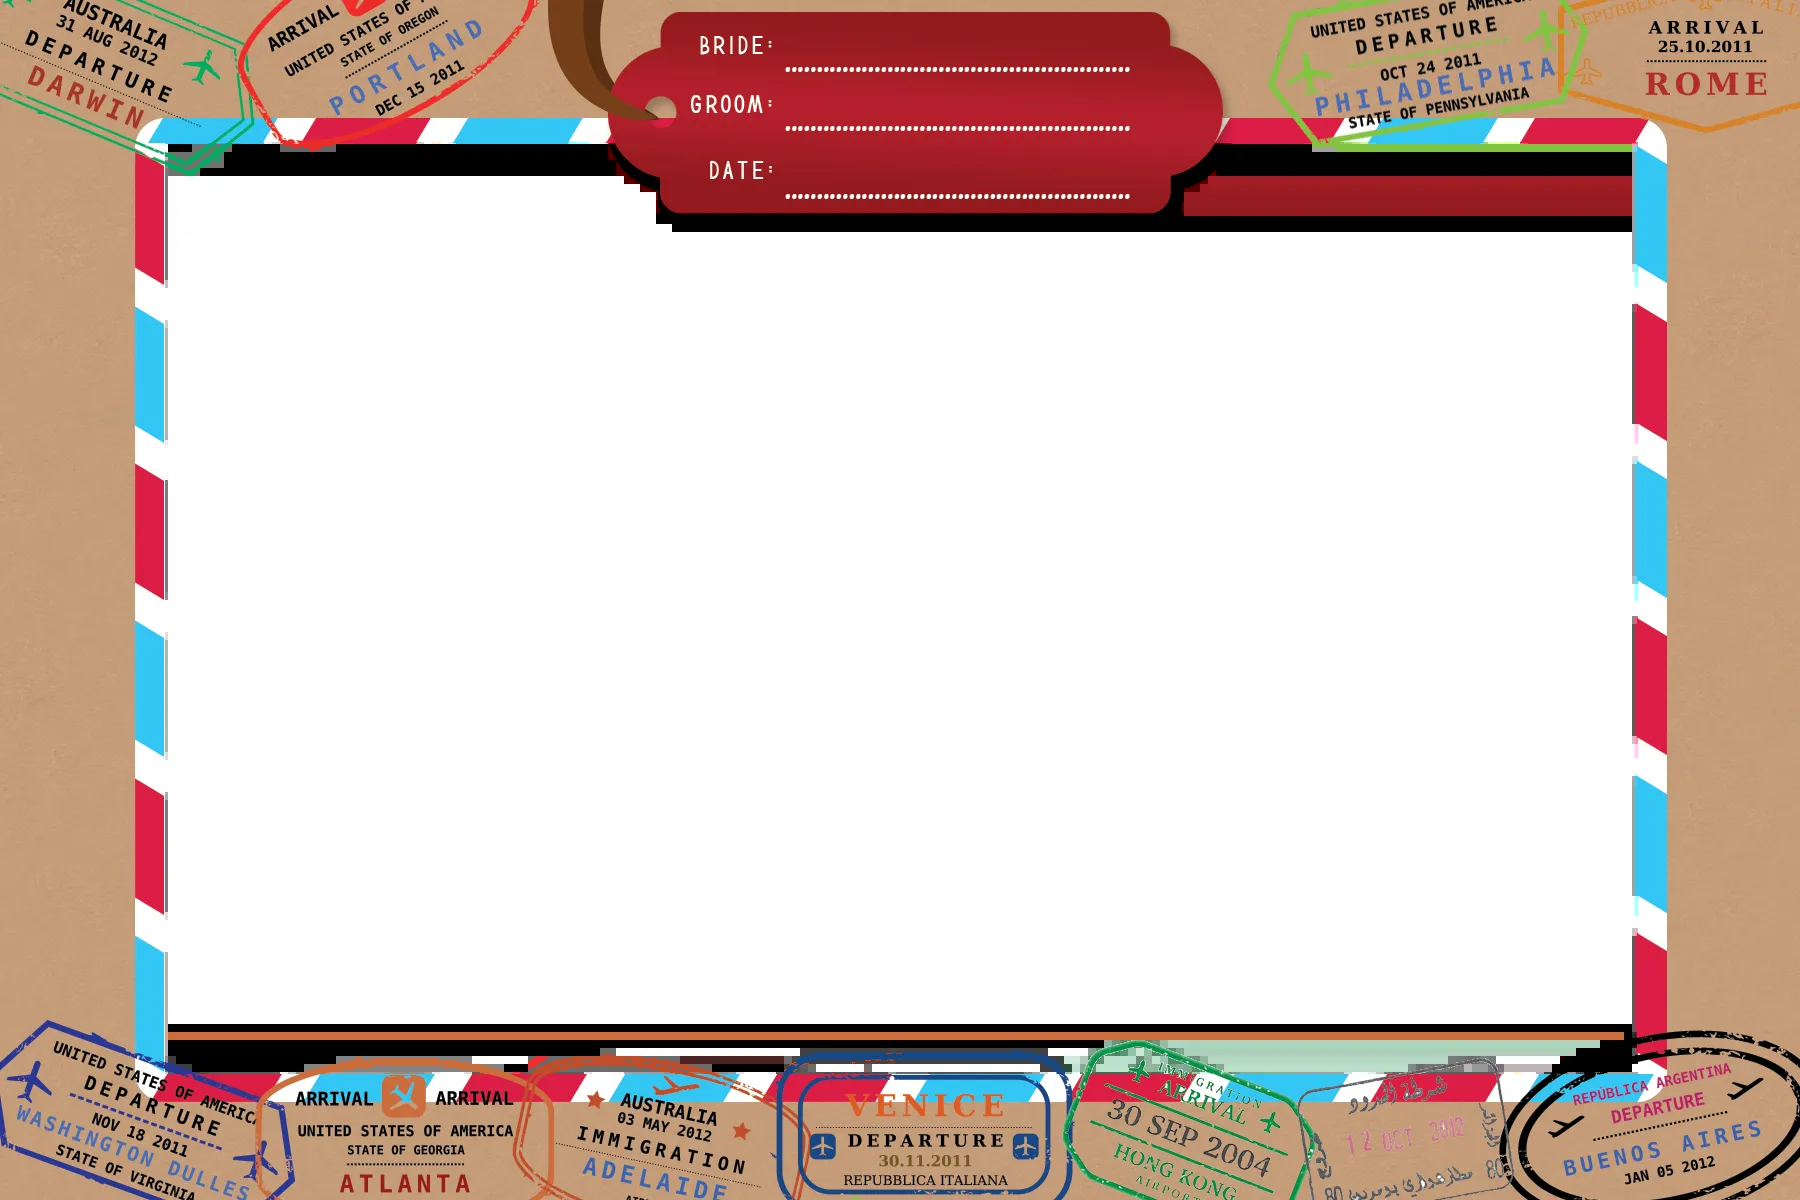 AUSTRALIA
31 AUG 2012
DEPARTURE
DARWIN
ARRIVAL
UNITED STATES OF
STATE OF OREGON
PORTLAND
DEC 15 2011
BRIDE:
GROOM:
DATE:
UNITED STATES OF AMERICA
DEPARTURE
OCT 24 2011
PHILADELPHIA
STATE OF PENNSYLVANIA
ARRIVAL
25.10.2011
ROME
UNITED STATES OF AMERICA
DEPARTURE
NOV 18 2011
WASHINGTON DULLES
STATE OF VIRGINIA
ARRIVAL ARRIVAL
UNITED STATES OF AMERICA
STATE OF GEORGIA
ATLANTA
AUSTRALIA
03 MAY 2012
IMMIGRATION
ADELAIDE
VENICE
DEPARTURE
30.11.2011
REPUBBLICA ITALIANA
IMMIGRATION
ARRIVAL
30 SEP 2004
HONG KONG
AIRPORT
12 OCT. 2012
80
80
REPÚBLICA ARGENTINA
DEPARTURE
BUENOS AIRES
JAN 05 2012